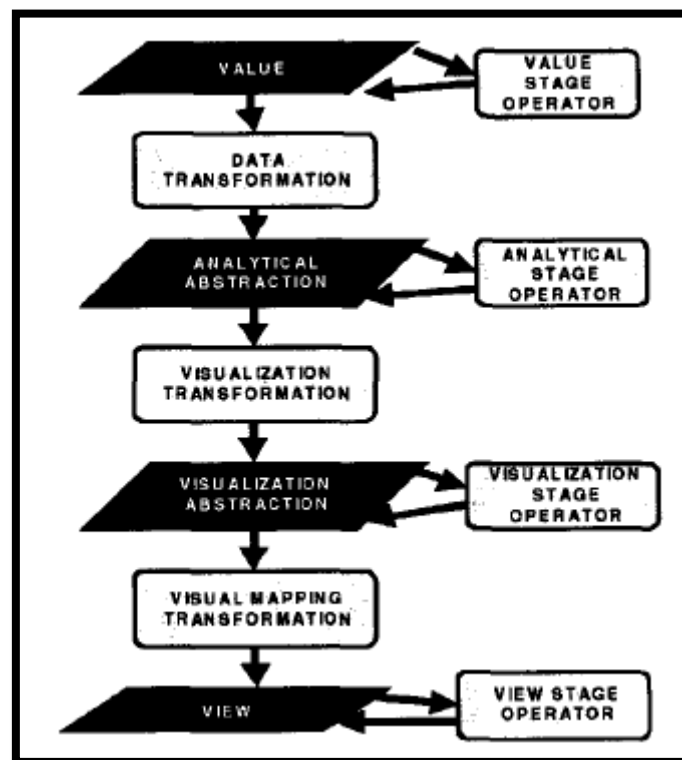 VALUE
VALUE
STAGE
OPERATOR
DATA
TRANSFORMATION
ANALYTICAL
ABSTRACTION
ANALYTICAL
STAGE
OPERATOR
VISUALIZATION
TRANSFORMATION
VISUALIZATION
ABSTRACTION
VISUALIZATION
STAGE
OPERATOR
VISUAL MAPPING
TRANSFORMATION
VIEW
VIEW STAGE
OPERATOR